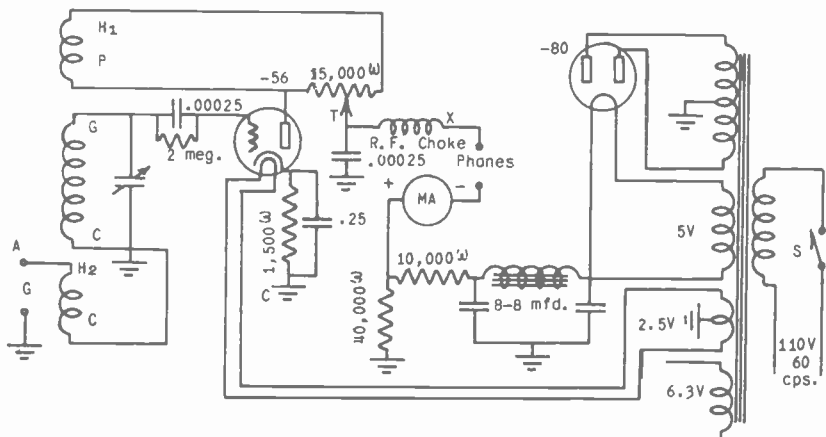 H1
P
-56
15,000ω
-80
G
.00025
T
X
R.F. Choke
2 meg.
.00025
Phones
+
-
MA
C
1,500ω
.25
5V
S
A
H2
10,000ω
G
C
C
40,000ω
8-8 mfd.
2.5V
110V
60
cps.
6.3V